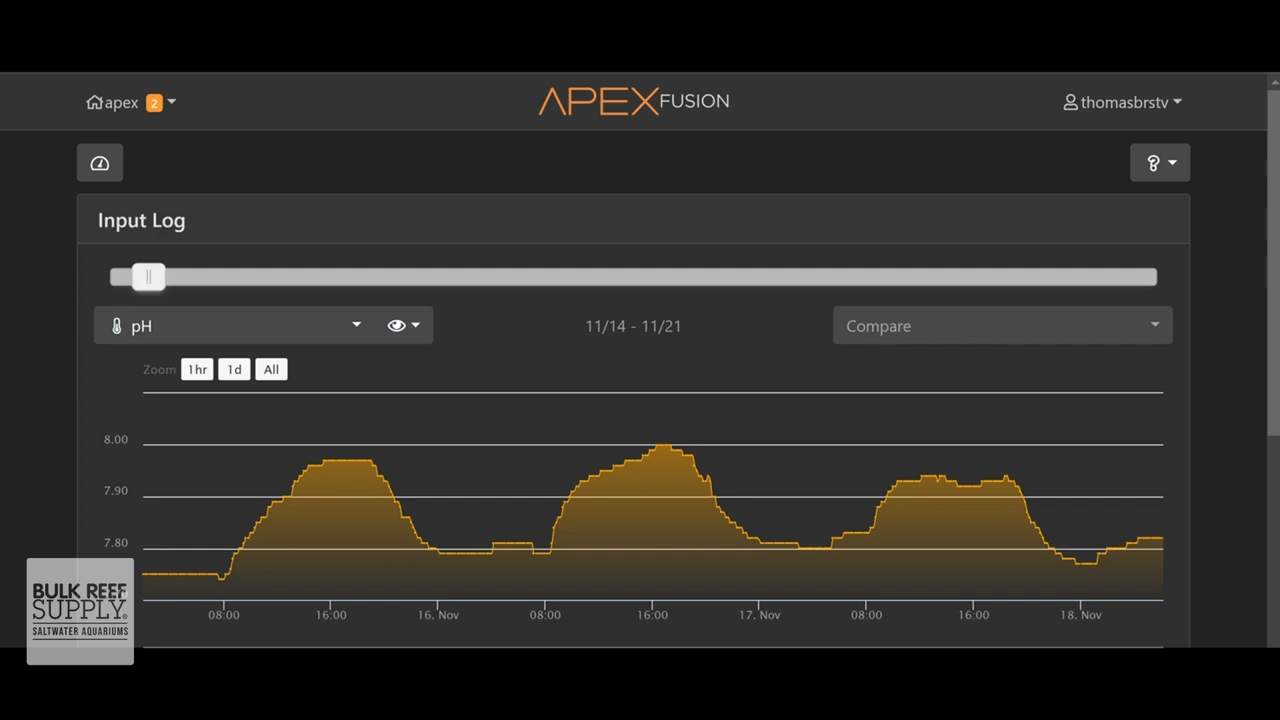 apex 2
APEX FUSION
thomasbrstv
Input Log
pH
11/14 - 11/21
Compare
Zoom 1hr 1d All
8.00
7.90
7.80
08:00 16:00 16. Nov 08:00 16:00 17. Nov 08:00 16:00 18. Nov
BULK REEF
SUPPLY®
SALTWATER AQUARIUMS